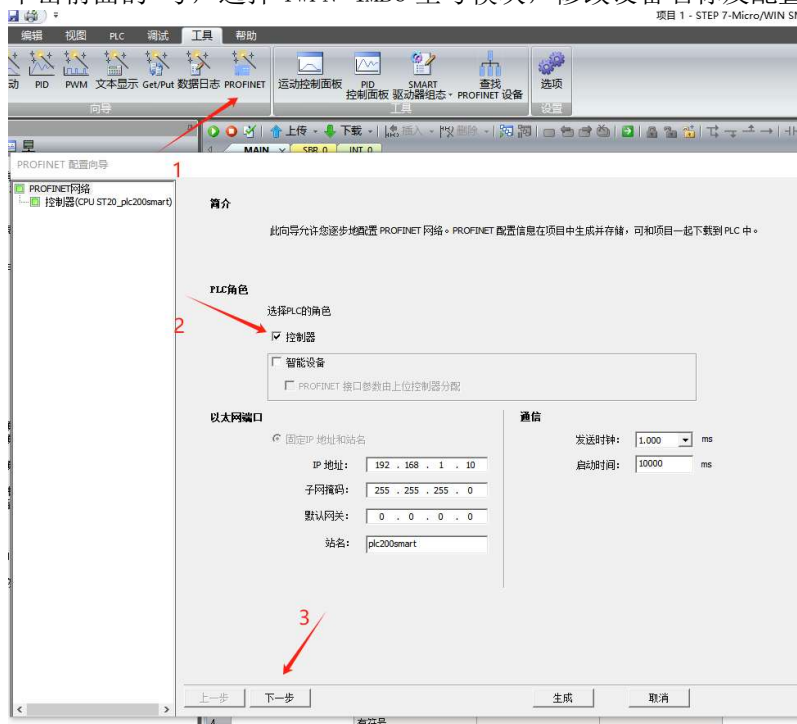 项目 1 - STEP 7-Micro/WIN SM
编辑 视图 PLC 调试 工具 帮助
动 PID PWM 文本显示 Get/Put 数据日志 PROFINET 运动控制面板 PID 控制面板 SMART 驱动器组态 查找 PROFINET 设备 选项
向导 工具 设置
上传 下载 插入 删除
MAIN SBR_0 INT_0
PROFINET 配置向导
1
PROFINET网络
控制器(CPU ST20_plc200smart)
简介
此向导允许您逐步地配置 PROFINET 网络。PROFINET 配置信息在项目中生成并存储，可和项目一起下载到 PLC 中。
PLC角色
选择PLC的角色
2
控制器
智能设备
PROFINET 接口参数由上位控制器分配
以太网端口 通信
固定IP 地址和站名 发送时钟: 1.000 ms
IP 地址: 192 . 168 . 1 . 10 启动时间: 10000 ms
子网掩码: 255 . 255 . 255 . 0
默认网关: 0 . 0 . 0 . 0
站名: plc200smart
3
上一步 下一步 生成 取消
4 有符号